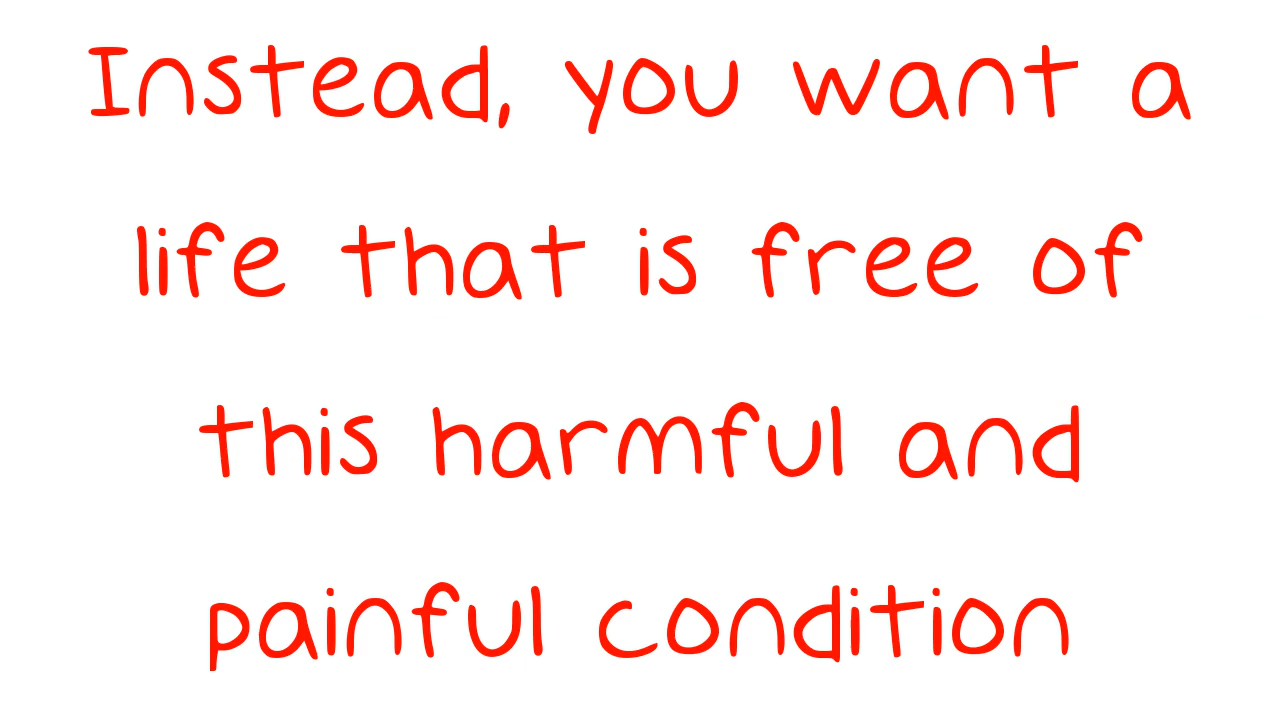 Instead, you want a
life that is free of
this harmful and
painful condition